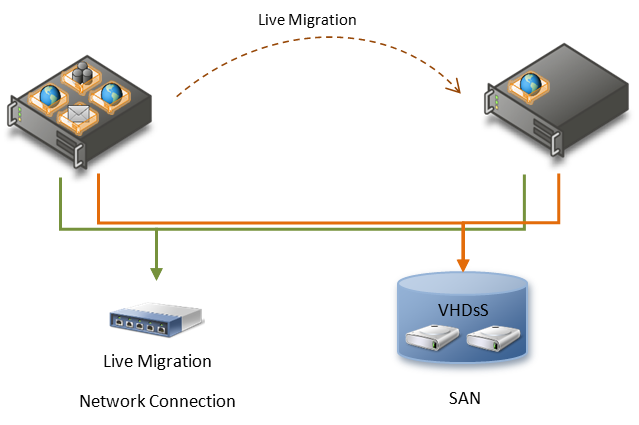 Live Migration
VHDsS
Live Migration
Network Connection
SAN